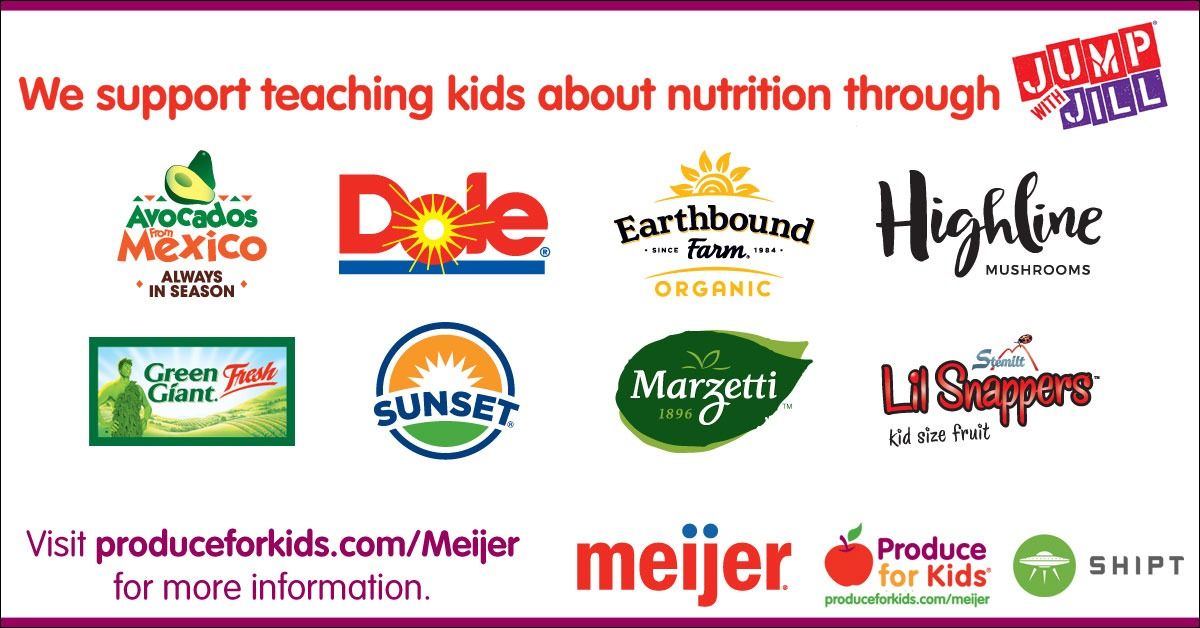 We support teaching kids about nutrition through
JUMP
WITH JILL
Avocados
From
Mexico
ALWAYS
IN SEASON
Dole®
Earthbound
· SINCE Farm® 1984 ·
ORGANIC
Highline
MUSHROOMS
Green Fresh
Giant.
SUNSET®
Marzetti
1896 ™
Stemilt
Lil Snappers™
kid size fruit
Visit produceforkids.com/Meijer
for more information.
meijer®
Produce
for Kids®
produceforkids.com/meijer
SHIPT